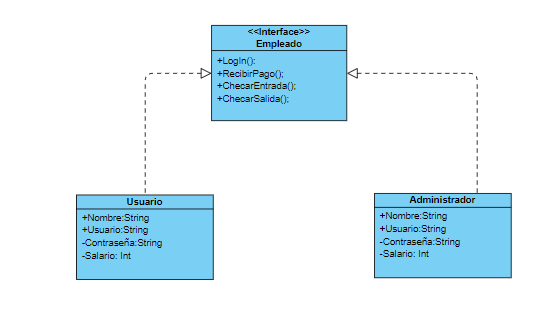 <<Interface>>
Empleado
+LogIn():
+RecibirPago();
+ChecarEntrada();
+ChecarSalida();
Usuario
+Nombre:String
+Usuario:String
-Contraseña:String
-Salario: Int
Administrador
+Nombre:String
+Usuario:String
-Contraseña:String
-Salario: Int